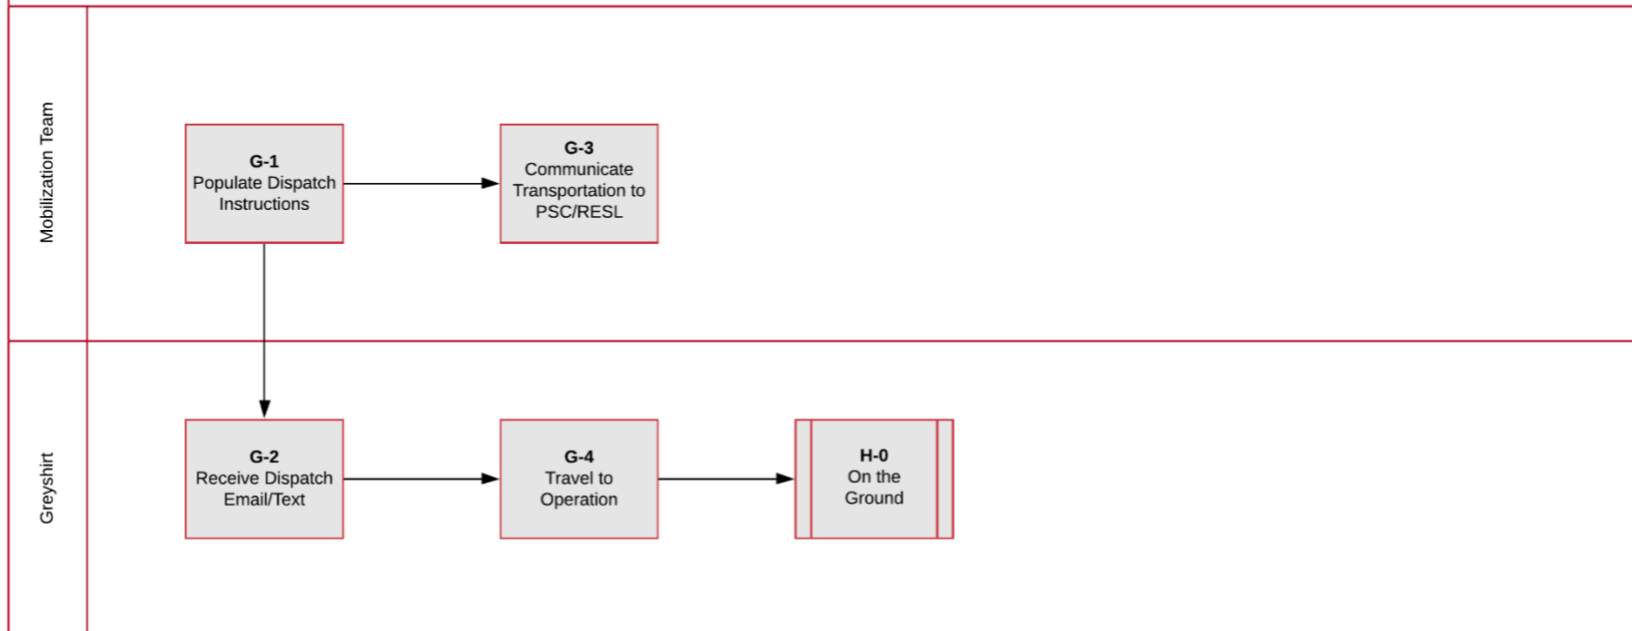 Mobilization Team
G-1
Populate Dispatch
Instructions
G-3
Communicate
Transportation to
PSC/RESL
Greyshirt
G-2
Receive Dispatch
Email/Text
G-4
Travel to
Operation
H-0
On the
Ground